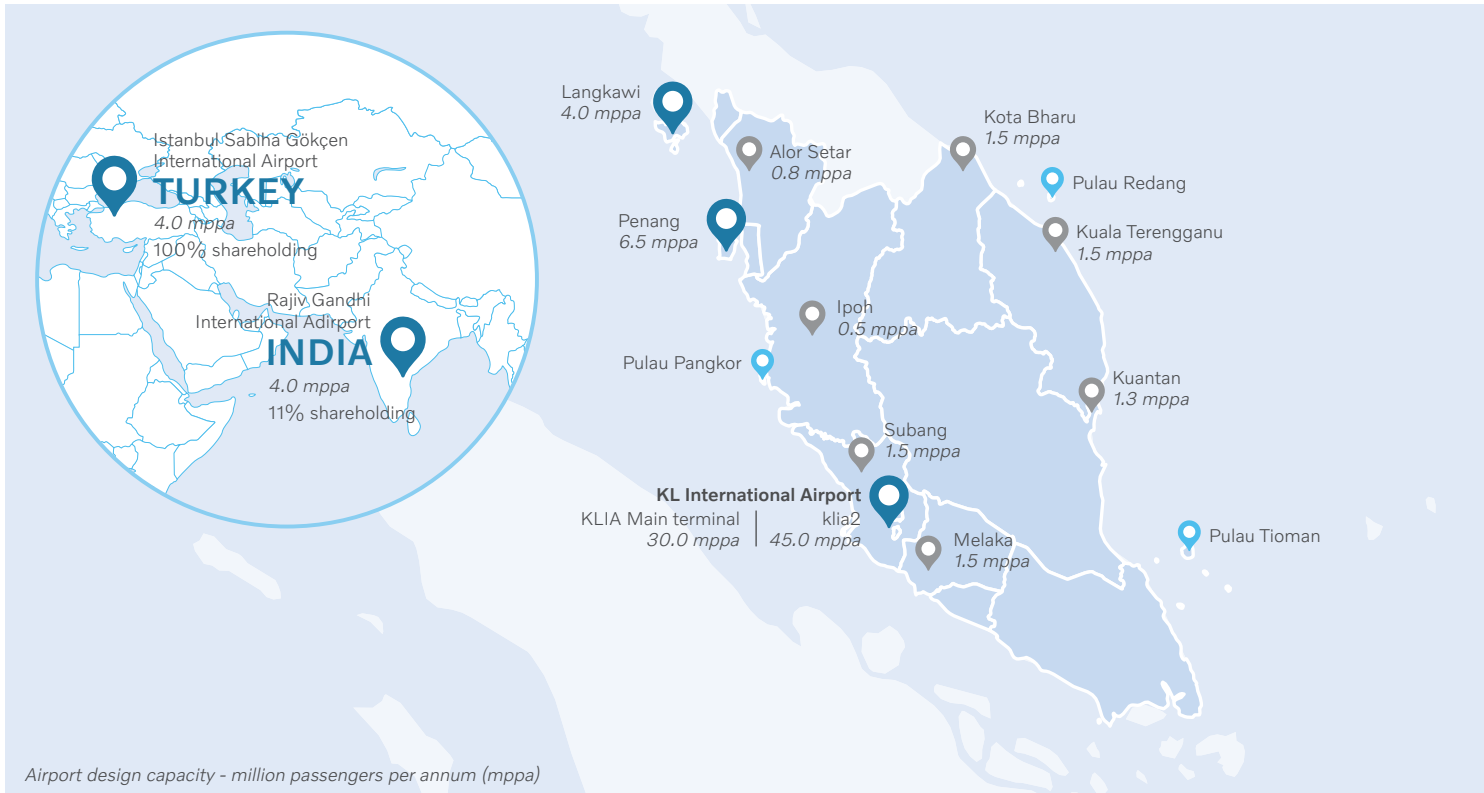 Istanbul Sabiha Gökçen
International Airport
TURKEY
4.0 mppa
100% shareholding
Rajiv Gandhi
International Adirport
INDIA
4.0 mppa
11% shareholding
Langkawi
4.0 mppa
Alor Setar
0.8 mppa
Kota Bharu
1.5 mppa
Pulau Redang
Penang
6.5 mppa
Kuala Terengganu
1.5 mppa
Ipoh
0.5 mppa
Pulau Pangkor
Kuantan
1.3 mppa
Subang
1.5 mppa
KL International Airport
KLIA Main terminal
30.0 mppa
klia2
45.0 mppa
Melaka
1.5 mppa
Pulau Tioman
Airport design capacity - million passengers per annum (mppa)